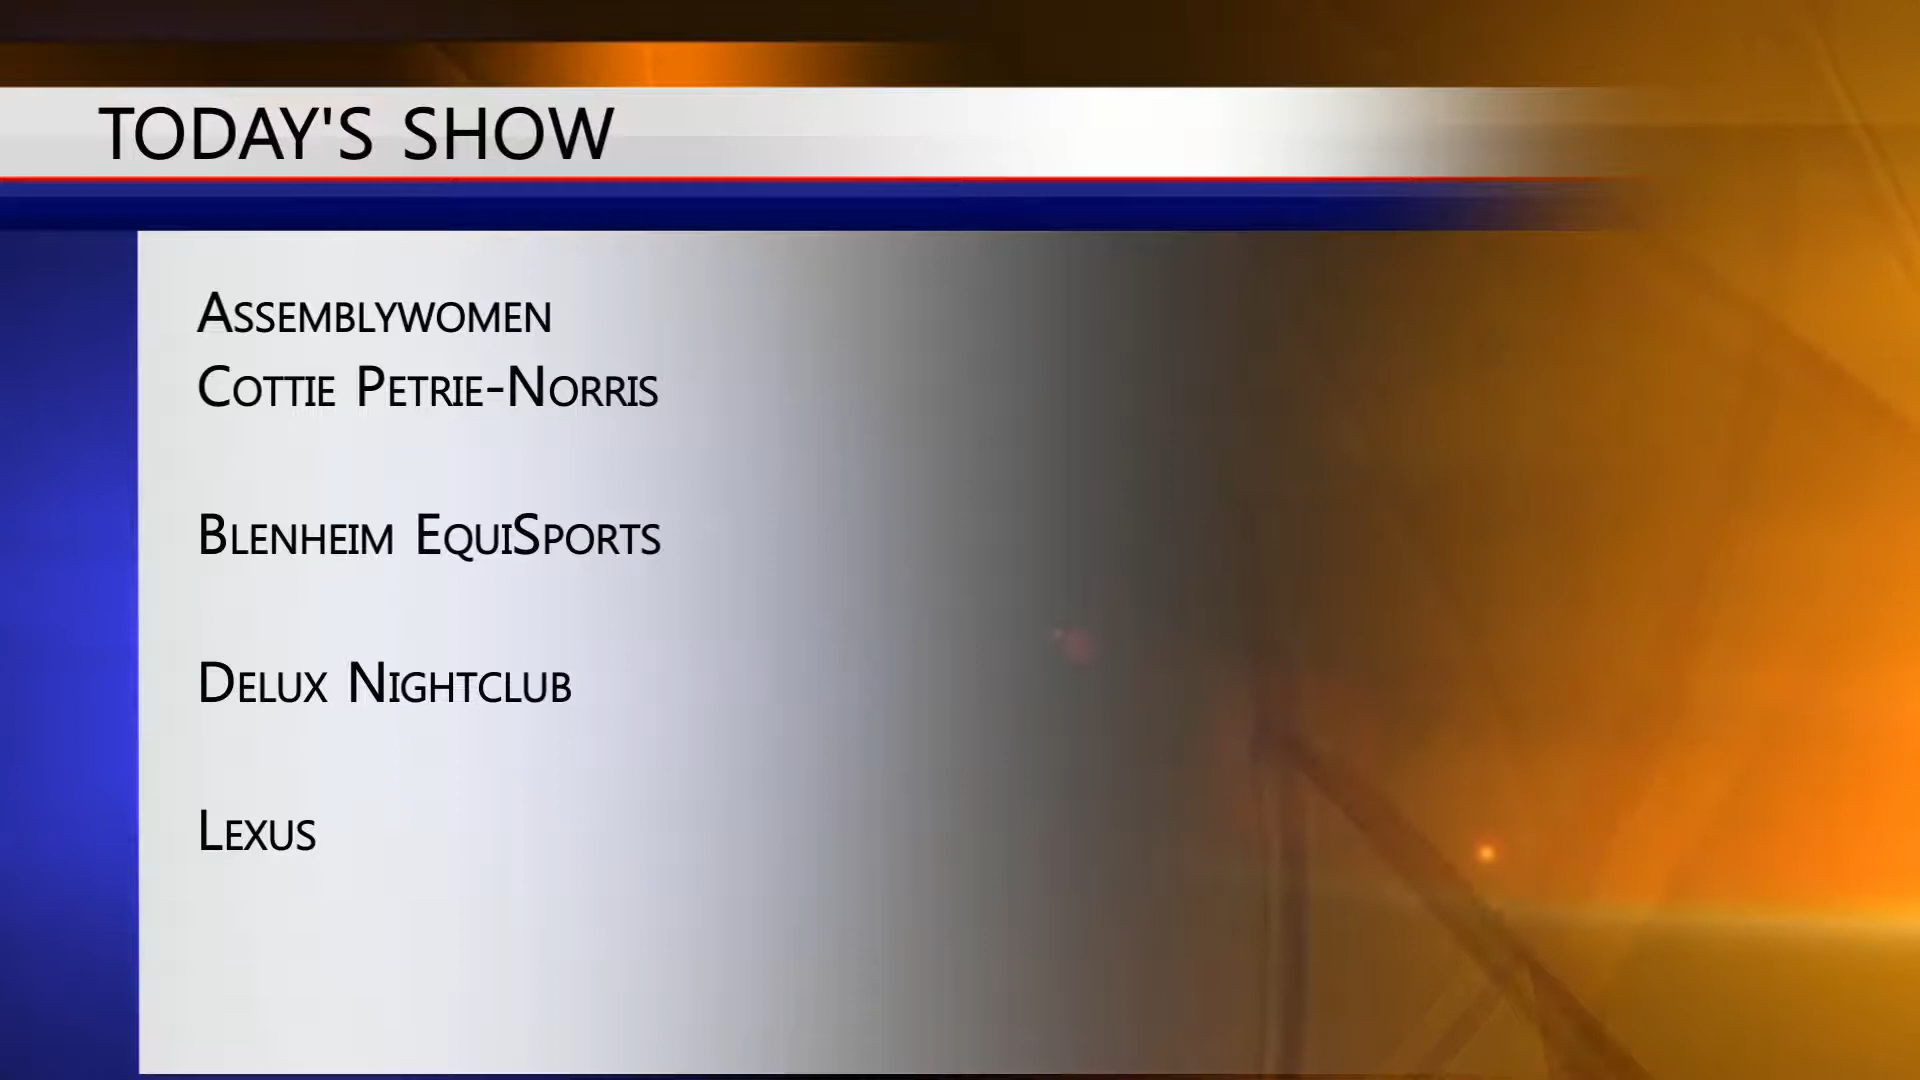 TODAY'S SHOW
Assemblywomen
Cottie Petrie-Norris
Blenheim EquiSports
Delux Nightclub
Lexus